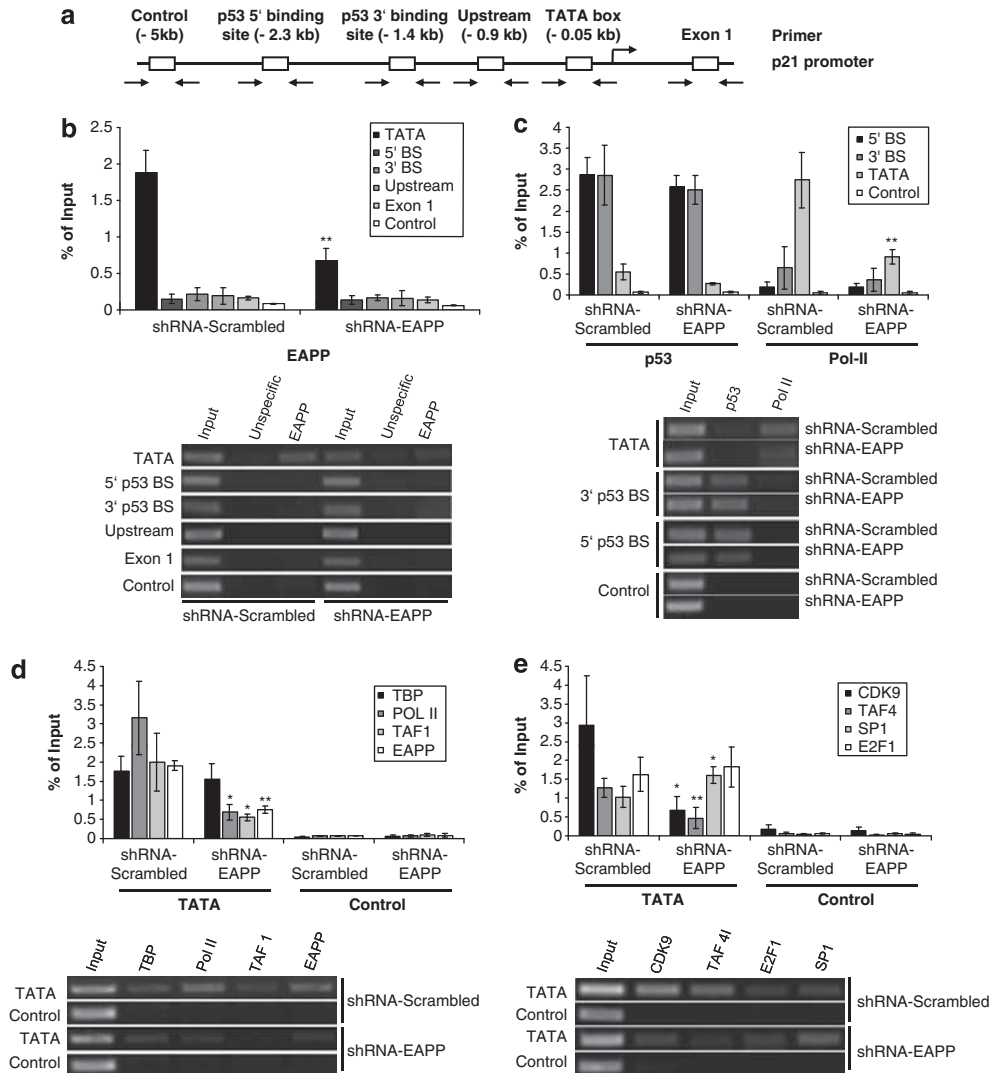 a
Control (- 5kb)
p53 5‘ binding site (- 2.3 kb)
p53 3‘ binding site (- 1.4 kb)
Upstream (- 0.9 kb)
TATA box (- 0.05 kb)
Exon 1
Primer
p21 promoter
b
% of Input
2.5
2
1.5
1
0.5
0
TATA
5' BS
3' BS
Upstream
Exon 1
Control
**
shRNA-Scrambled
shRNA-EAPP
EAPP
Input
Unspecific
EAPP
Input
Unspecific
EAPP
TATA
5‘ p53 BS
3‘ p53 BS
Upstream
Exon 1
Control
shRNA-Scrambled
shRNA-EAPP
c
% of Input
4
3.5
3
2.5
2
1.5
1
0.5
0
5' BS
3' BS
TATA
Control
**
shRNA-Scrambled
shRNA-EAPP
shRNA-Scrambled
shRNA-EAPP
p53
Pol-II
Input
p53
Pol II
TATA
shRNA-Scrambled
shRNA-EAPP
3‘ p53 BS
shRNA-Scrambled
shRNA-EAPP
5‘ p53 BS
shRNA-Scrambled
shRNA-EAPP
Control
shRNA-Scrambled
shRNA-EAPP
d
% of Input
4.5
4
3.5
3
2.5
2
1.5
1
0.5
0
TBP
POL II
TAF1
EAPP
*
*
**
shRNA-Scrambled
shRNA-EAPP
shRNA-Scrambled
shRNA-EAPP
TATA
Control
Input
TBP
Pol II
TAF 1
EAPP
TATA
Control
shRNA-Scrambled
TATA
Control
shRNA-EAPP
e
% of Input
4.5
4
3.5
3
2.5
2
1.5
1
0.5
0
CDK9
TAF4
SP1
E2F1
*
**
*
shRNA-Scrambled
shRNA-EAPP
shRNA-Scrambled
shRNA-EAPP
TATA
Control
Input
CDK9
TAF 4I
E2F1
SP1
TATA
Control
shRNA-Scrambled
TATA
Control
shRNA-EAPP